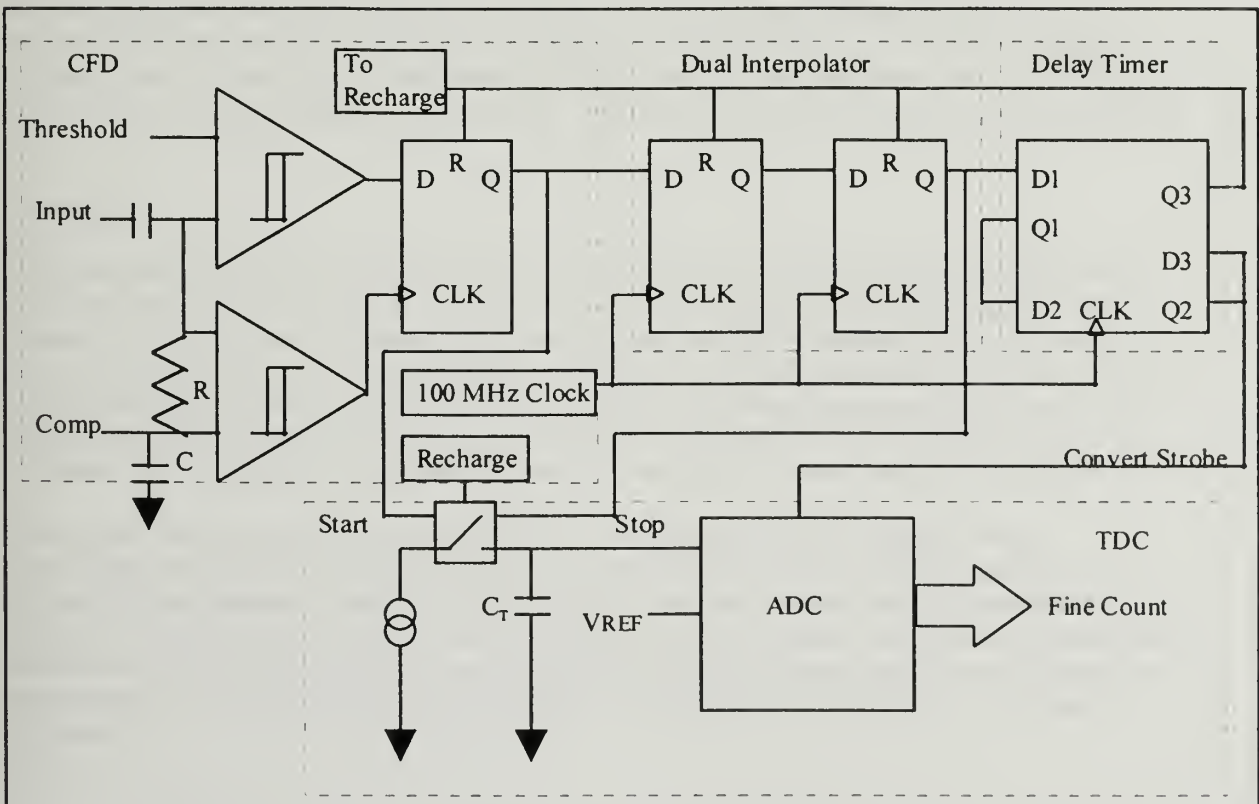 CFD
To
Recharge
Dual Interpolator
Delay Timer
Threshold
Input
D R Q
CLK
D R Q
CLK
D R Q
CLK
D1
Q1
D2
CLK
Q3
D3
Q2
R
Comp
C
100 MHz Clock
Recharge
Convert Strobe
Start
Stop
TDC
CT
VREF
ADC
Fine Count